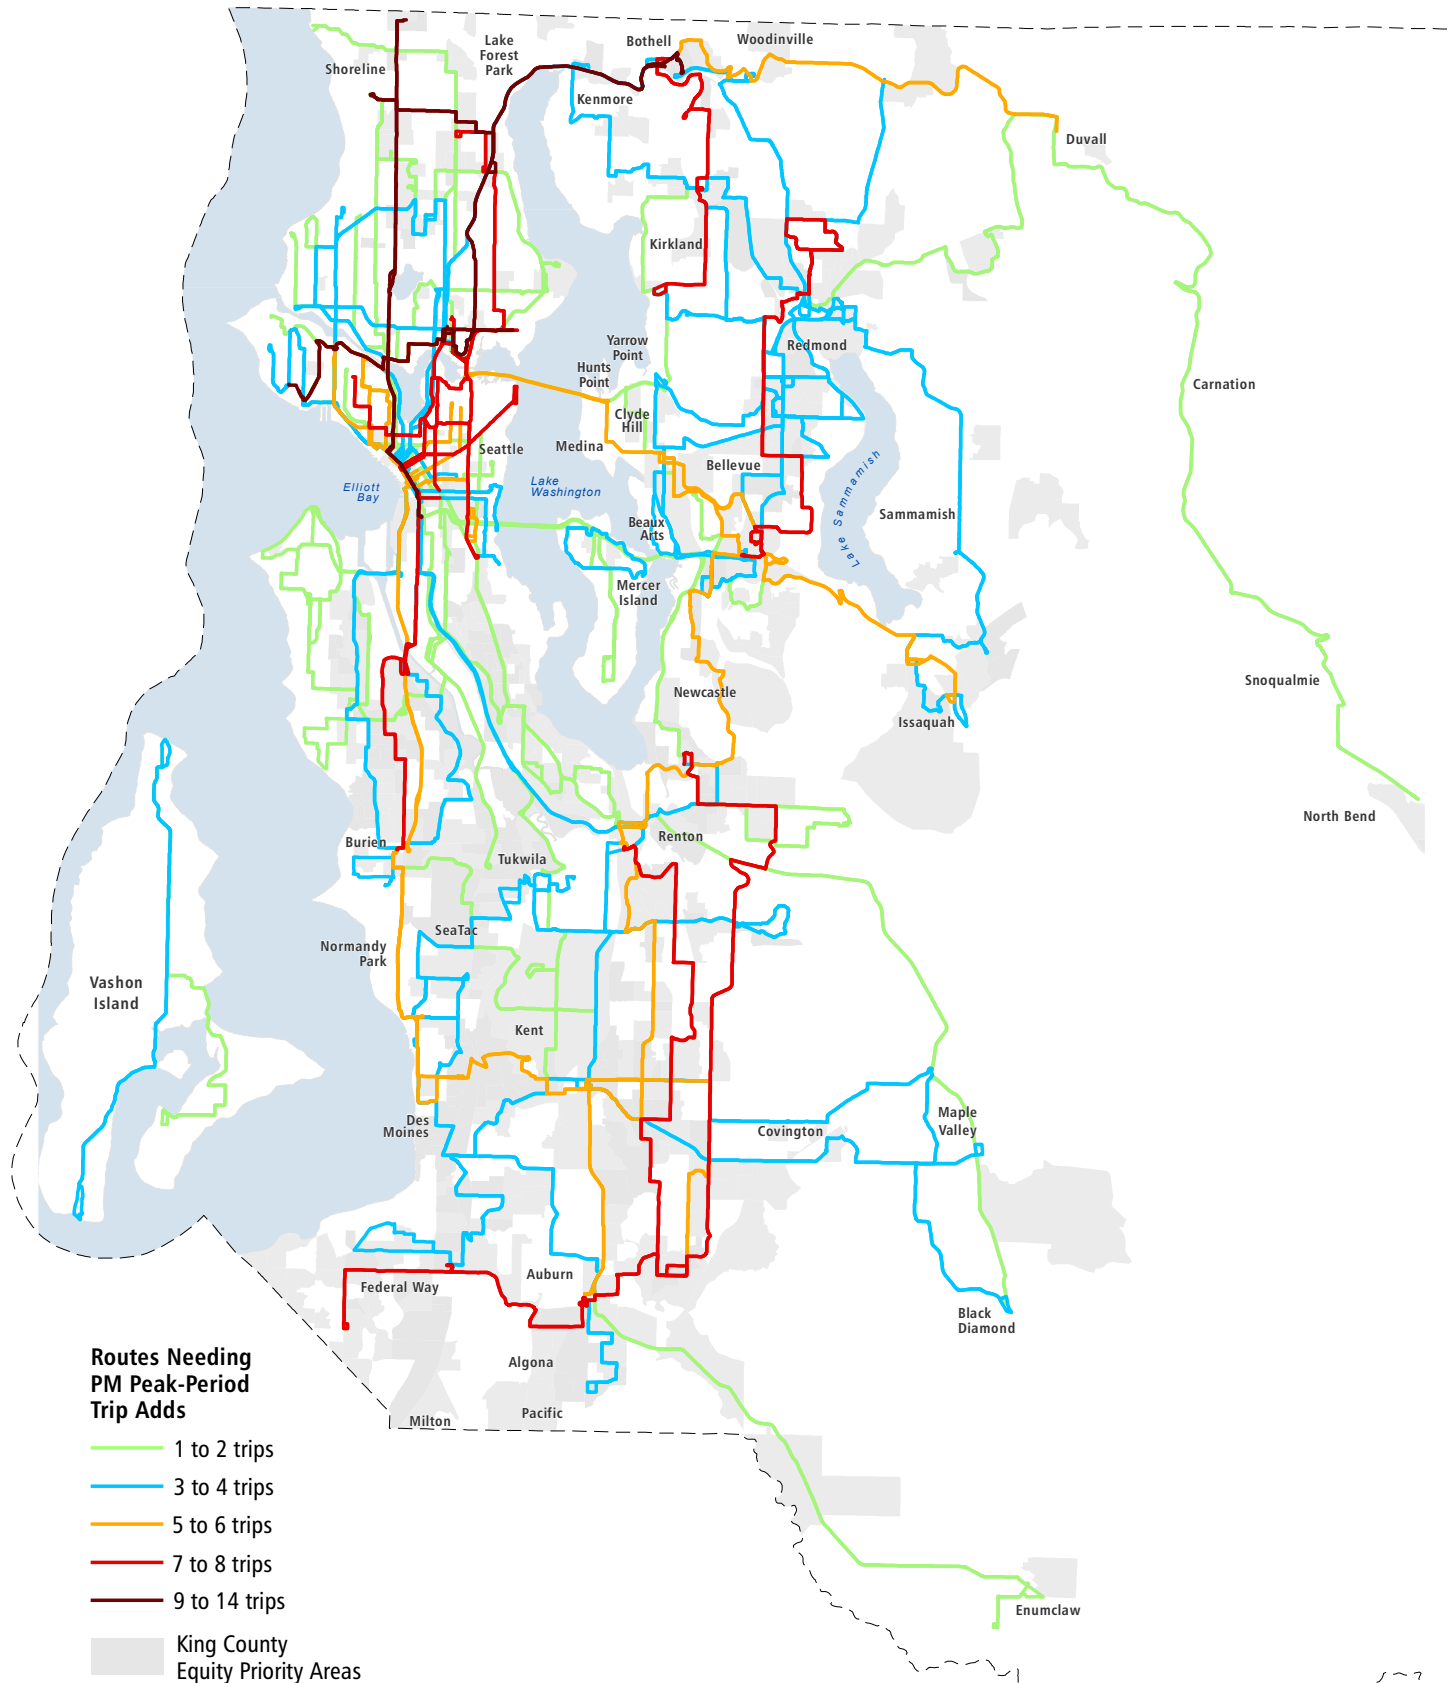 Lake
Forest
Park
Bothell
Woodinville
Shoreline
Kenmore
Duvall
Kirkland
Yarrow
Point
Redmond
Hunts
Point
Carnation
Clyde
Hill
Seattle
Medina
Bellevue
Elliott
Bay
Lake
Washington
Lake Sammamish
Sammamish
Beaux
Arts
Mercer
Island
Snoqualmie
Newcastle
Issaquah
North Bend
Burien
Renton
Tukwila
SeaTac
Normandy
Park
Vashon
Island
Kent
Des
Moines
Covington
Maple
Valley
Auburn
Federal Way
Black
Diamond
Algona
Pacific
Milton
Enumclaw
Routes Needing
PM Peak-Period
Trip Adds
1 to 2 trips
3 to 4 trips
5 to 6 trips
7 to 8 trips
9 to 14 trips
King County
Equity Priority Areas